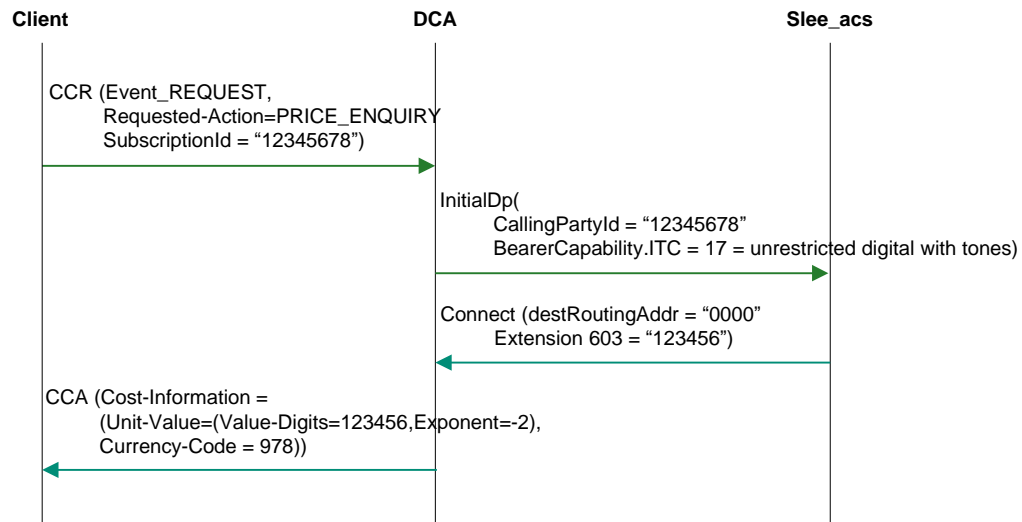 Client DCA Slee_acs
CCR (Event_REQUEST,
Requested-Action=PRICE_ENQUIRY
SubscriptionId = “12345678”)
InitialDp(
CallingPartyId = “12345678”
BearerCapability.ITC = 17 = unrestricted digital with tones)
Connect (destRoutingAddr = “0000”
Extension 603 = “123456”)
CCA (Cost-Information =
(Unit-Value=(Value-Digits=123456,Exponent=-2),
Currency-Code = 978))